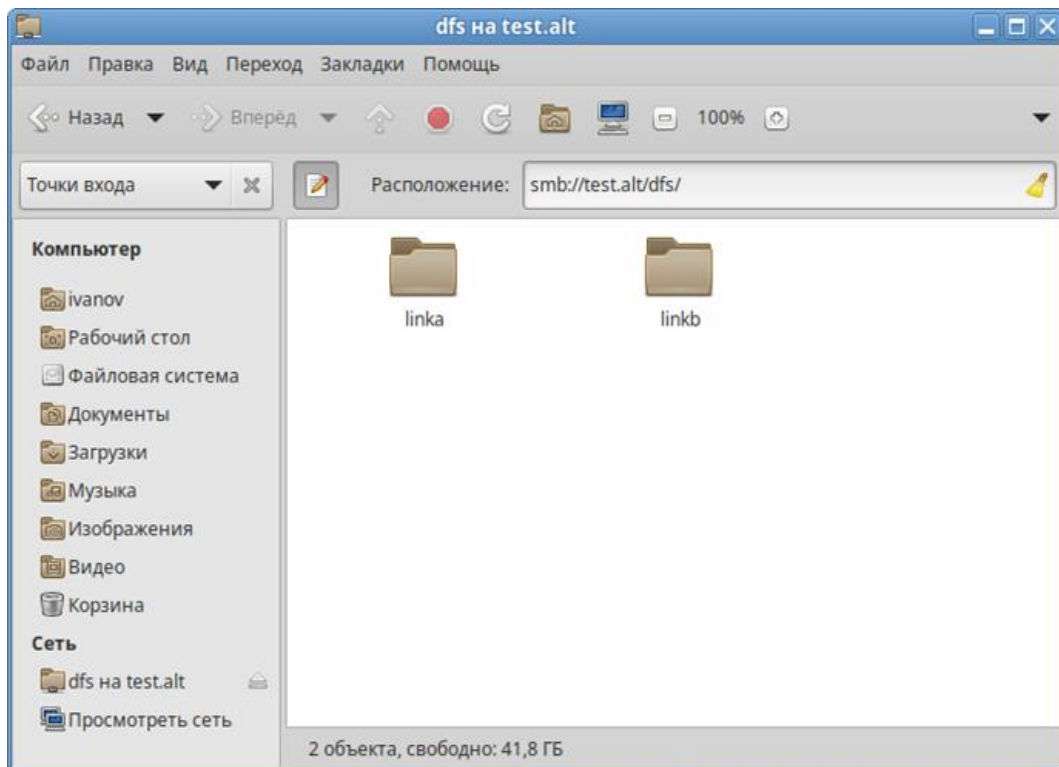 dfs на test.alt
Файл Правка Вид Переход Закладки Помощь
Назад Вперёд 100%
Точки входа Расположение: smb://test.alt/dfs/
Компьютер
ivanov
Рабочий стол
Файловая система
Документы
Загрузки
Музыка
Изображения
Видео
Корзина
Сеть
dfs на test.alt
Просмотреть сеть
linka linkb
2 объекта, свободно: 41,8 ГБ